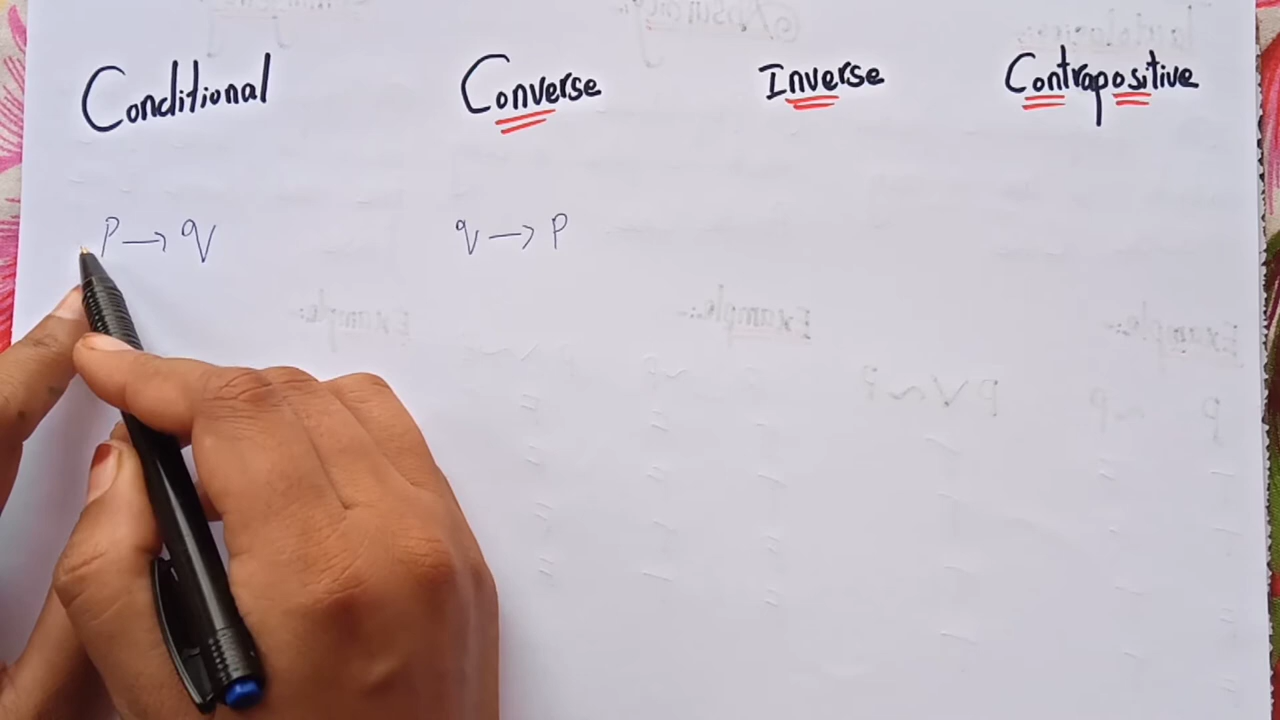 Conditional Converse Inverse Contrapositive
P → q q → P